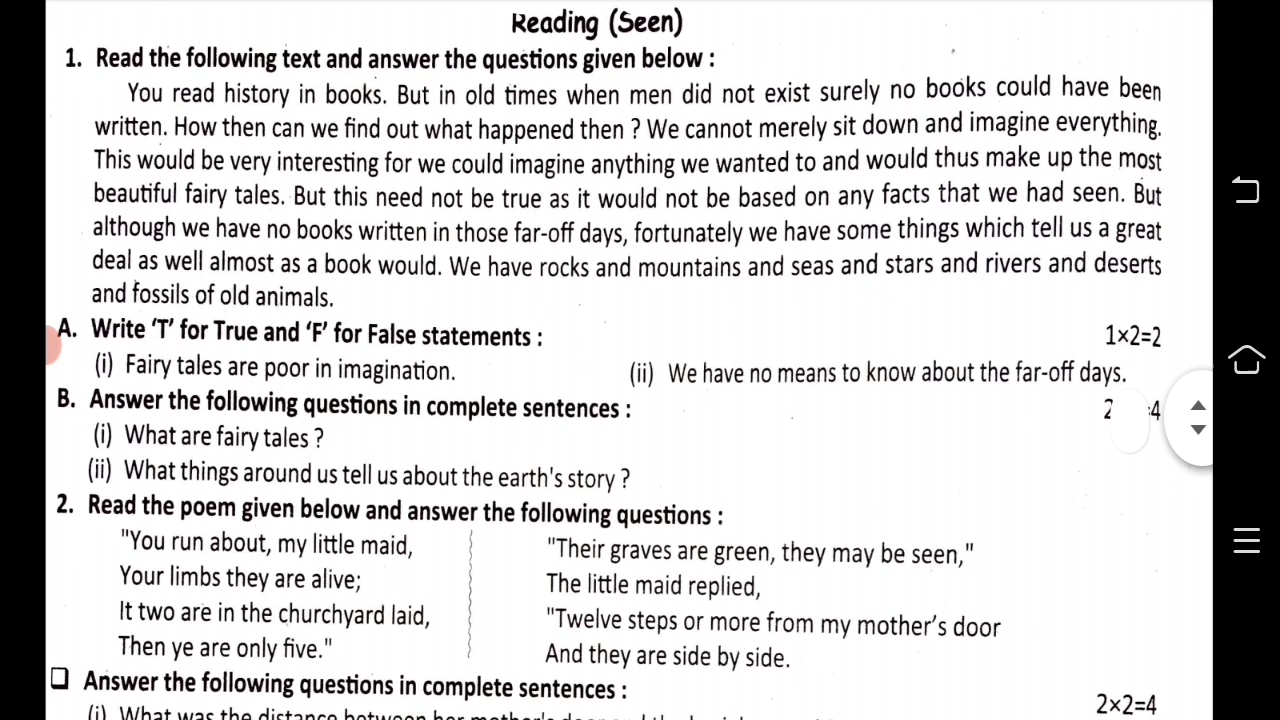 Reading (Seen)
1. Read the following text and answer the questions given below :
You read history in books. But in old times when men did not exist surely no books could have been
written. How then can we find out what happened then ? We cannot merely sit down and imagine everything.
This would be very interesting for we could imagine anything we wanted to and would thus make up the most
beautiful fairy tales. But this need not be true as it would not be based on any facts that we had seen. But
although we have no books written in those far-off days, fortunately we have some things which tell us a great
deal as well almost as a book would. We have rocks and mountains and seas and stars and rivers and deserts
and fossils of old animals.
A. Write 'T' for True and 'F' for False statements : 1×2=2
(i) Fairy tales are poor in imagination. (ii) We have no means to know about the far-off days.
B. Answer the following questions in complete sentences : 2 =4
(i) What are fairy tales ?
(ii) What things around us tell us about the earth's story ?
2. Read the poem given below and answer the following questions :
"You run about, my little maid,
Your limbs they are alive;
It two are in the churchyard laid,
Then ye are only five."
"Their graves are green, they may be seen,"
The little maid replied,
"Twelve steps or more from my mother's door
And they are side by side.
❑ Answer the following questions in complete sentences : 2×2=4
(i) What was the distance between her mother's door and the